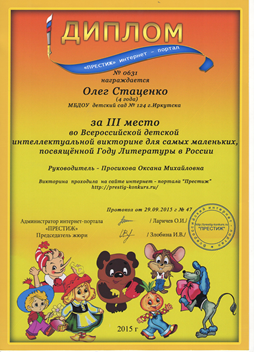 ДИПЛОМ
«ПРЕСТИЖ» интернет - портал
№ 0631
награждается
Олег Стаценко
(4 года)
МБДОУ детский сад № 124 г.Иркутска
за III место
во Всероссийской детской
интеллектуальной викторине для самых маленьких,
посвящённой Году Литературы в России
Руководитель - Просикова Оксана Михайловна
Викторина проходила на сайте интернет - портала "Престиж"
http://prestig-konkurs.ru/
Протокол от 29.09.2015 г № 47
Администратор интернет-портала / Ларичев О.И./
«ПРЕСТИЖ»
Председатель жюри / Злобина Н.В./
"ПРЕСТИЖ"
2015 г